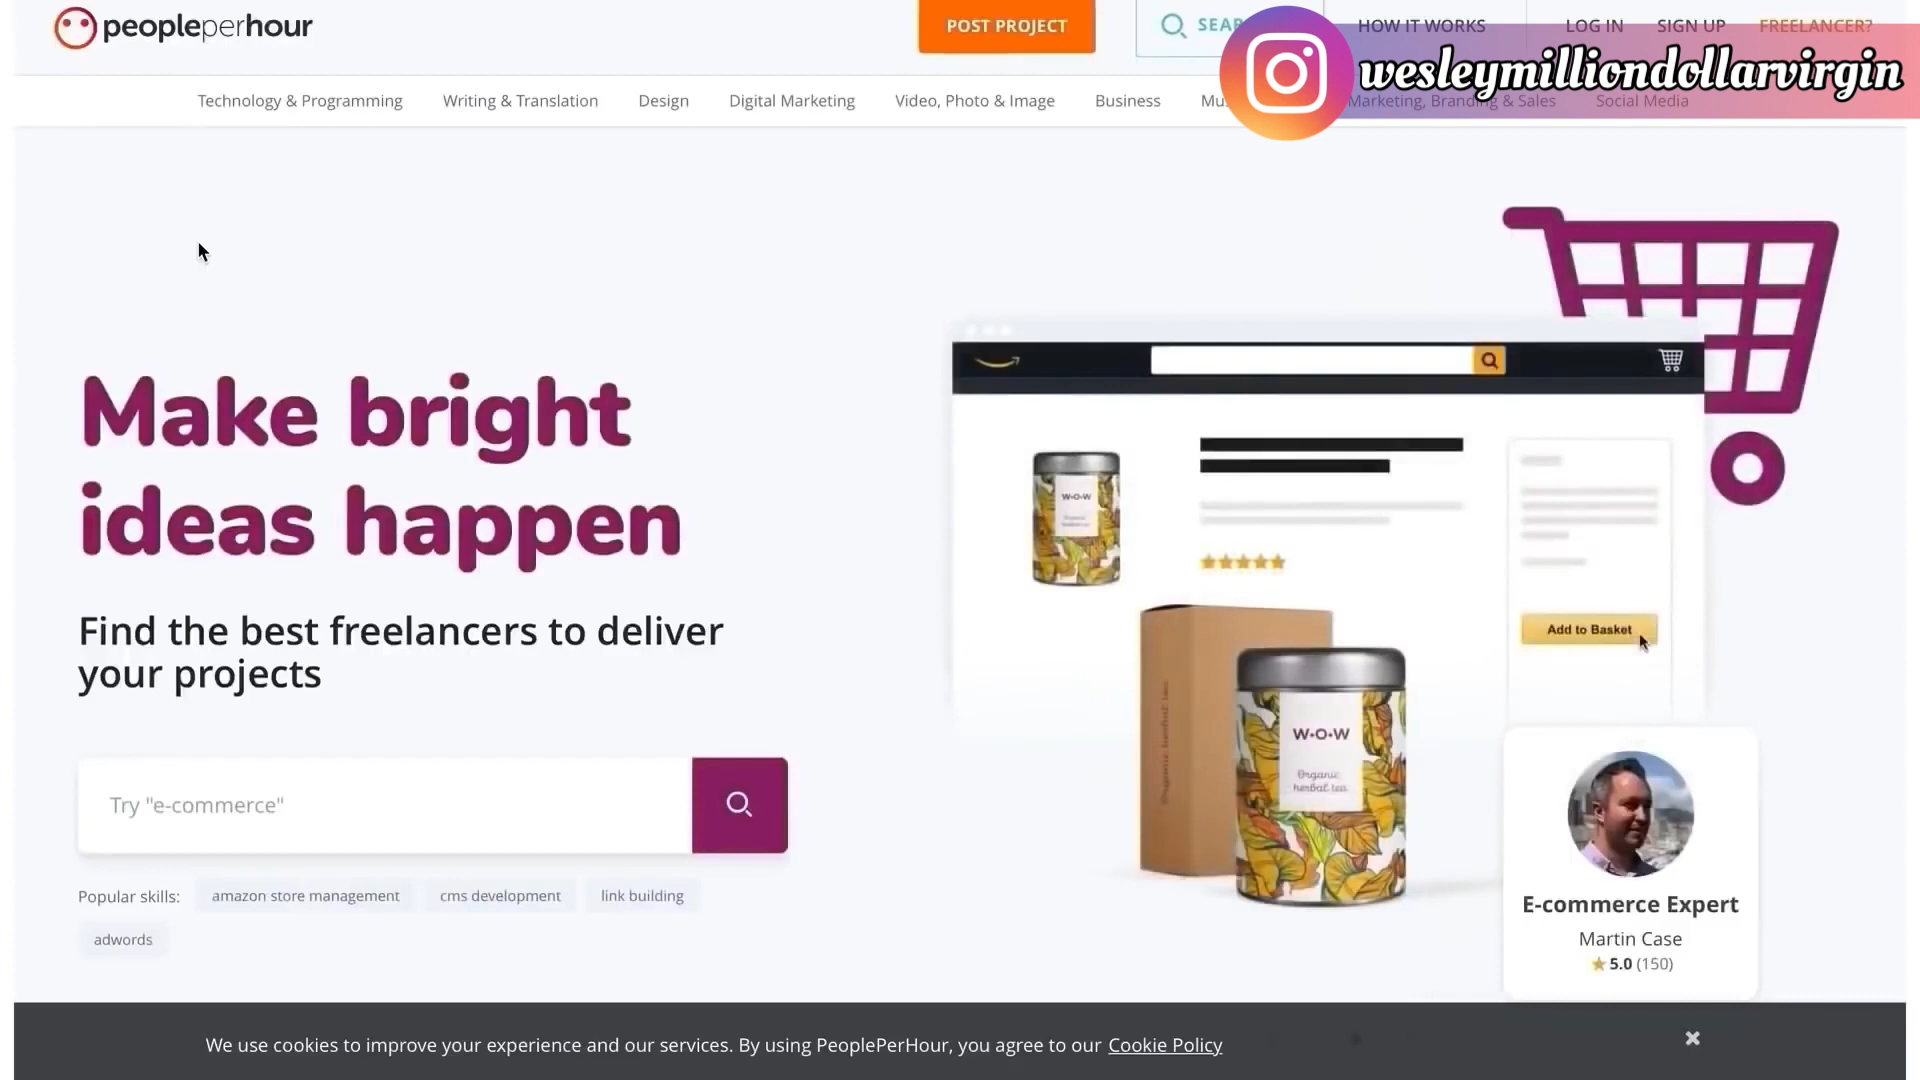 peopleperhour
POST PROJECT
SEAR
HOW IT WORKS
LOG IN
SIGN UP
FREELANCER?
wesleymilliondollarvirgin
Technology & Programming
Writing & Translation
Design
Digital Marketing
Video, Photo & Image
Business
Mu
Marketing, Branding & Sales
Social Media
Make bright
ideas happen
Find the best freelancers to deliver
your projects
Try "e-commerce"
Popular skills:
amazon store management
cms development
link building
adwords
W•O•W
Add to Basket
Organic herbal tea
W•O•W
Organic
herbal tea
E-commerce Expert
Martin Case
5.0 (150)
We use cookies to improve your experience and our services. By using PeoplePerHour, you agree to our Cookie Policy